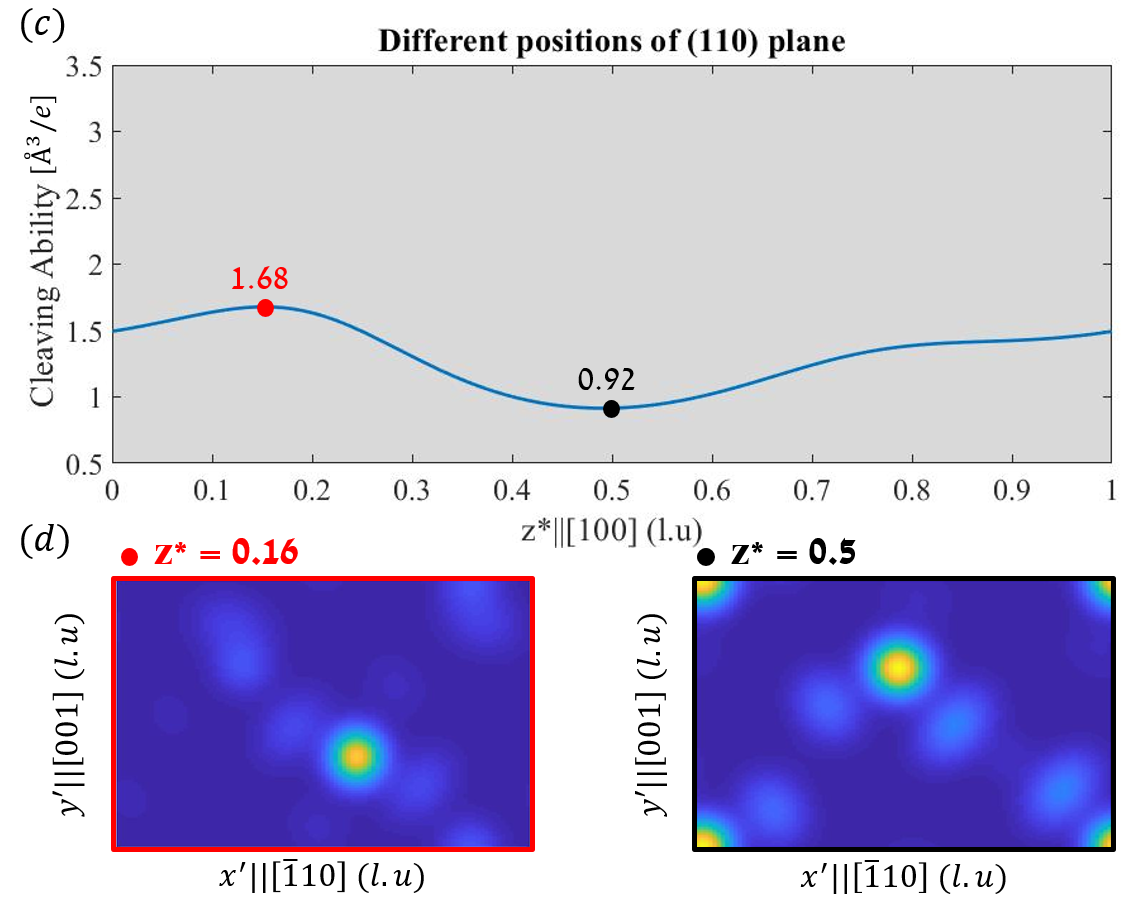 (c)
Different positions of (110) plane
Cleaving Ability [Å³/e]
3.5
3
2.5
2
1.5
1
0.5
1.68
0.92
0 0.1 0.2 0.3 0.4 0.5 0.6 0.7 0.8 0.9 1
z*||[100] (l.u)
(d)
z* = 0.16
z* = 0.5
y′||[001] (l.u)
y′||[001] (l.u)
x′||[1̅10] (l.u)
x′||[1̅10] (l.u)